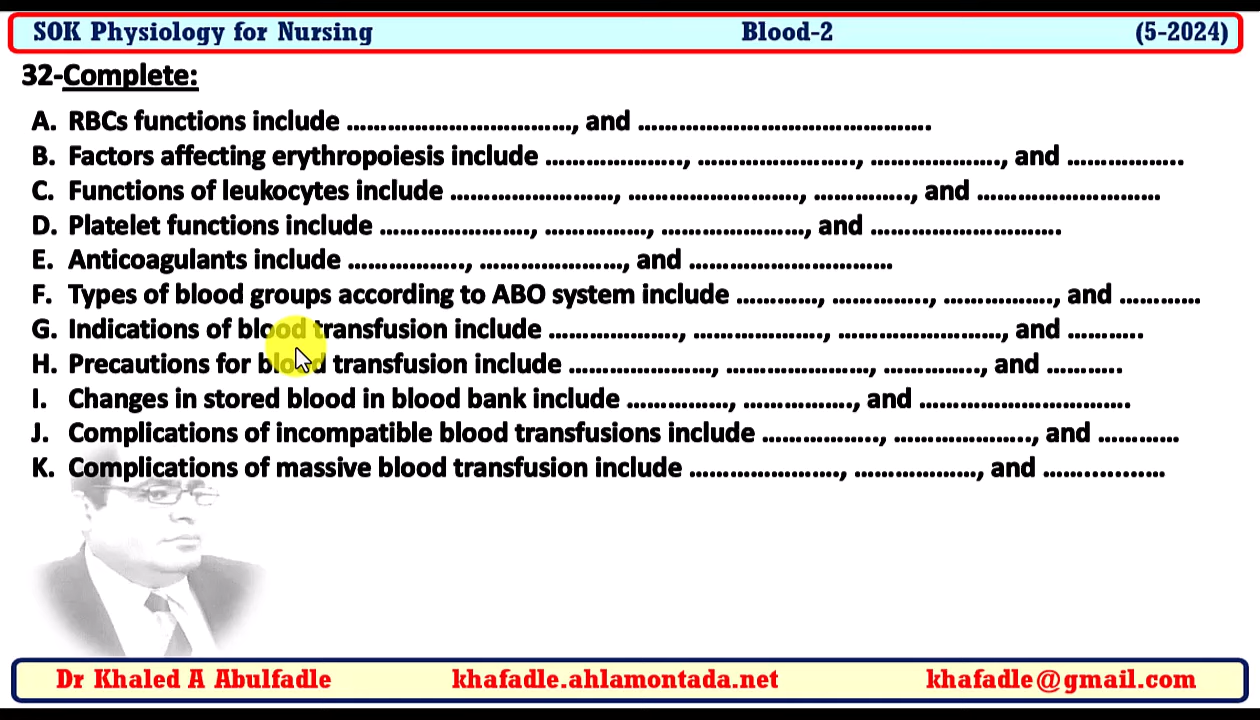 SOK Physiology for Nursing Blood-2 (5-2024)
32-Complete:
A. RBCs functions include ................................., and ...........................................
B. Factors affecting erythropoiesis include ...................., ......................., ..................., and .................
C. Functions of leukocytes include ........................, ........................., .............., and ...........................
D. Platelet functions include ......................, ..............., ....................., and ............................
E. Anticoagulants include ................., ....................., and ..............................
F. Types of blood groups according to ABO system include ............, .............., ................, and ............
G. Indications of blood transfusion include ..................., ..................., ........................, and ...........
H. Precautions for blood transfusion include ....................., ....................., .............., and ...........
I. Changes in stored blood in blood bank include ..............., ................, and ...............................
J. Complications of incompatible blood transfusions include ................., ...................., and ............
K. Complications of massive blood transfusion include ......................, .................., and ..................
Dr Khaled A Abulfadle khafadle.ahlamontada.net khafadle@gmail.com